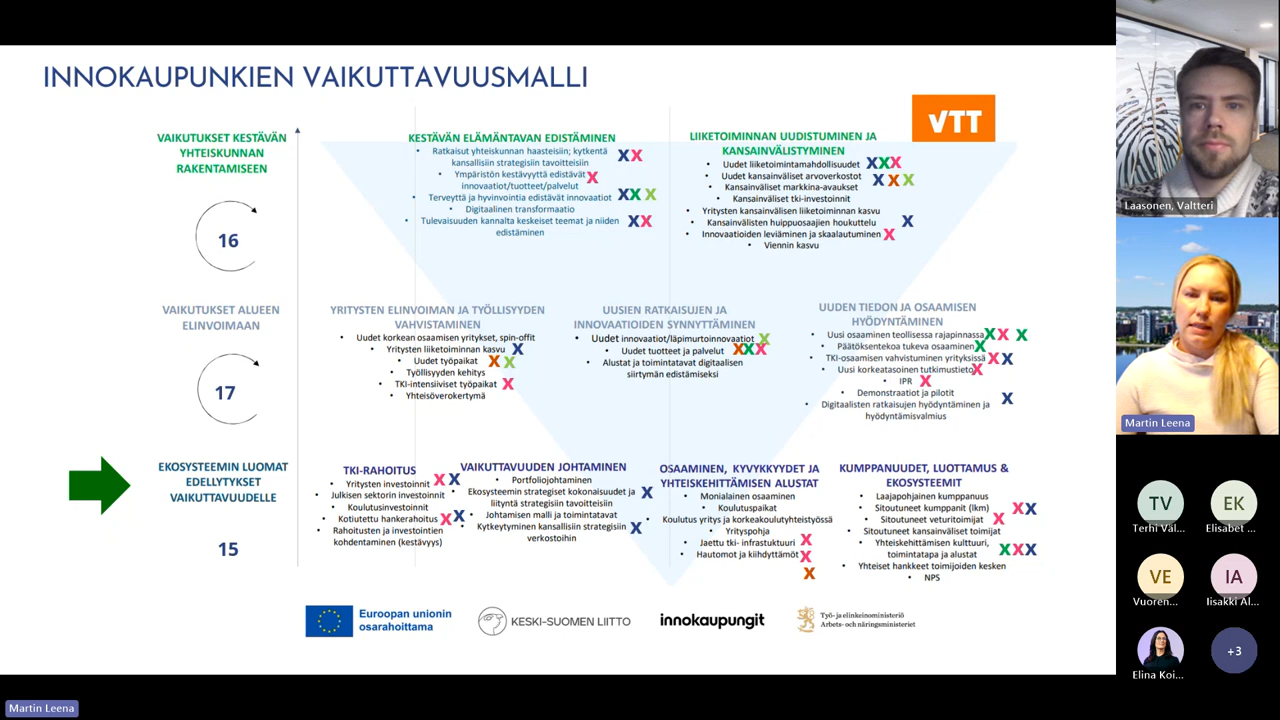 INNOKAUPUNKIEN VAIKUTTAVUUSMALLI
VTT
VAIKUTUKSET KESTÄVÄN
YHTEISKUNNAN
RAKENTAMISEEN
16
KESTÄVÄN ELÄMÄNTAVAN EDISTÄMINEN
• Ratkaisut yhteiskunnan haasteisiin; kytkentä
kansallisiin strategisiin tavoitteisiin X X
• Ympäristön kestävyyttä edistävät
innovaatiot/tuotteet/palvelut X
• Terveyttä ja hyvinvointia edistävät innovaatiot X X X
• Digitaalinen transformaatio
• Tulevaisuuden kannalta keskeiset teemat ja niiden X X
edistäminen
LIIKETOIMINNAN UUDISTUMINEN JA
KANSAINVÄLISTYMINEN
• Uudet liiketoimintamahdollisuudet X X X
• Uudet kansainväliset arvoverkostot X X X
• Kansainväliset markkina-avaukset
• Kansainväliset tki-investoinnit
• Yritysten kansainvälisen liiketoiminnan kasvu
• Kansainvälisten huippuosaajien houkuttelu X
• Innovaatioiden leviäminen ja skaalautuminen X
• Viennin kasvu
VAIKUTUKSET ALUEEN
ELINVOIMAAN
17
YRITYSTEN ELINVOIMAN JA TYÖLLISYYDEN
VAHVISTAMINEN
• Uudet korkean osaamisen yritykset, spin-offit
• Yritysten liiketoiminnan kasvu X
• Uudet työpaikat X X
• Työllisyyden kehitys
• TKI-intensiiviset työpaikat X
• Yhteisöverokertymä
UUSIEN RATKAISUJEN JA
INNOVAATIOIDEN SYNNYTTÄMINEN
• Uudet innovaatiot/läpimurtoinnovaatiot X
• Uudet tuotteet ja palvelut X X X
• Alustat ja toimintatavat digitaalisen
siirtymän edistämiseksi
UUDEN TIEDON JA OSAAMISEN
HYÖDYNTÄMINEN
• Uusi osaaminen teollisessa rajapinnassa X X X
• Päätöksentekoa tukeva osaaminen X
• TKI-osaamisen vahvistuminen yrityksissä X X
• Uusi korkeatasoinen tutkimustieto X
• IPR X
• Demonstraatiot ja pilotit X
• Digitaalisten ratkaisujen hyödyntäminen ja
hyödyntämisvalmius
EKOSYSTEEMIN LUOMAT
EDELLYTYKSET
VAIKUTTAVUUDELLE
15
TKI-RAHOITUS
• Yritysten investoinnit X X
• Julkisen sektorin investoinnit
• Koulutusinvestoinnit
• Kotiutettu hankerahoitus X X
• Rahoitusten ja investointien
kohdentaminen (kestävyys)
VAIKUTTAVUUDEN JOHTAMINEN
• Portfoliojohtaminen
• Ekosysteemin strategiset kokonaisuudet ja X
liityntä strategisiin tavoitteisiin
• Johtamisen malli ja toimintatavat
• Kytkeytyminen kansallisiin strategisiin X
verkostoihin
OSAAMINEN, KYVYKKYYDET JA
YHTEISKEHITTÄMISEN ALUSTAT
• Monialainen osaaminen
• Koulutuspaikat
• Koulutus yritys ja korkeakouluyhteistyössä
• Yrityspohja
• Jaettu tki- infrastuktuuri X
• Hautomot ja kiihdyttämöt X
X
KUMPPANUUDET, LUOTTAMUS &
EKOSYSTEEMIT
• Laajapohjainen kumppanuus
• Sitoutuneet kumppanit (lkm) X X
• Sitoutuneet veturitoimijat X
• Sitoutuneet kansainväliset toimijat
• Yhteiskehittämisen kulttuuri,
toimintatapa ja alustat X X X
• Yhteiset hankkeet toimijoiden kesken
• NPS
Euroopan unionin
osarahoittama
KESKI-SUOMEN LIITTO
innokaupungit
Työ- ja elinkeinoministeriö
Arbets- och näringsministeriet
Laasonen, Valtteri
Martin Leena
TV
Terhi Väl...
EK
Elisabet ...
VE
Vuoren...
IA
Iisakki Al...
Elina Koi...
+3
Martin Leena